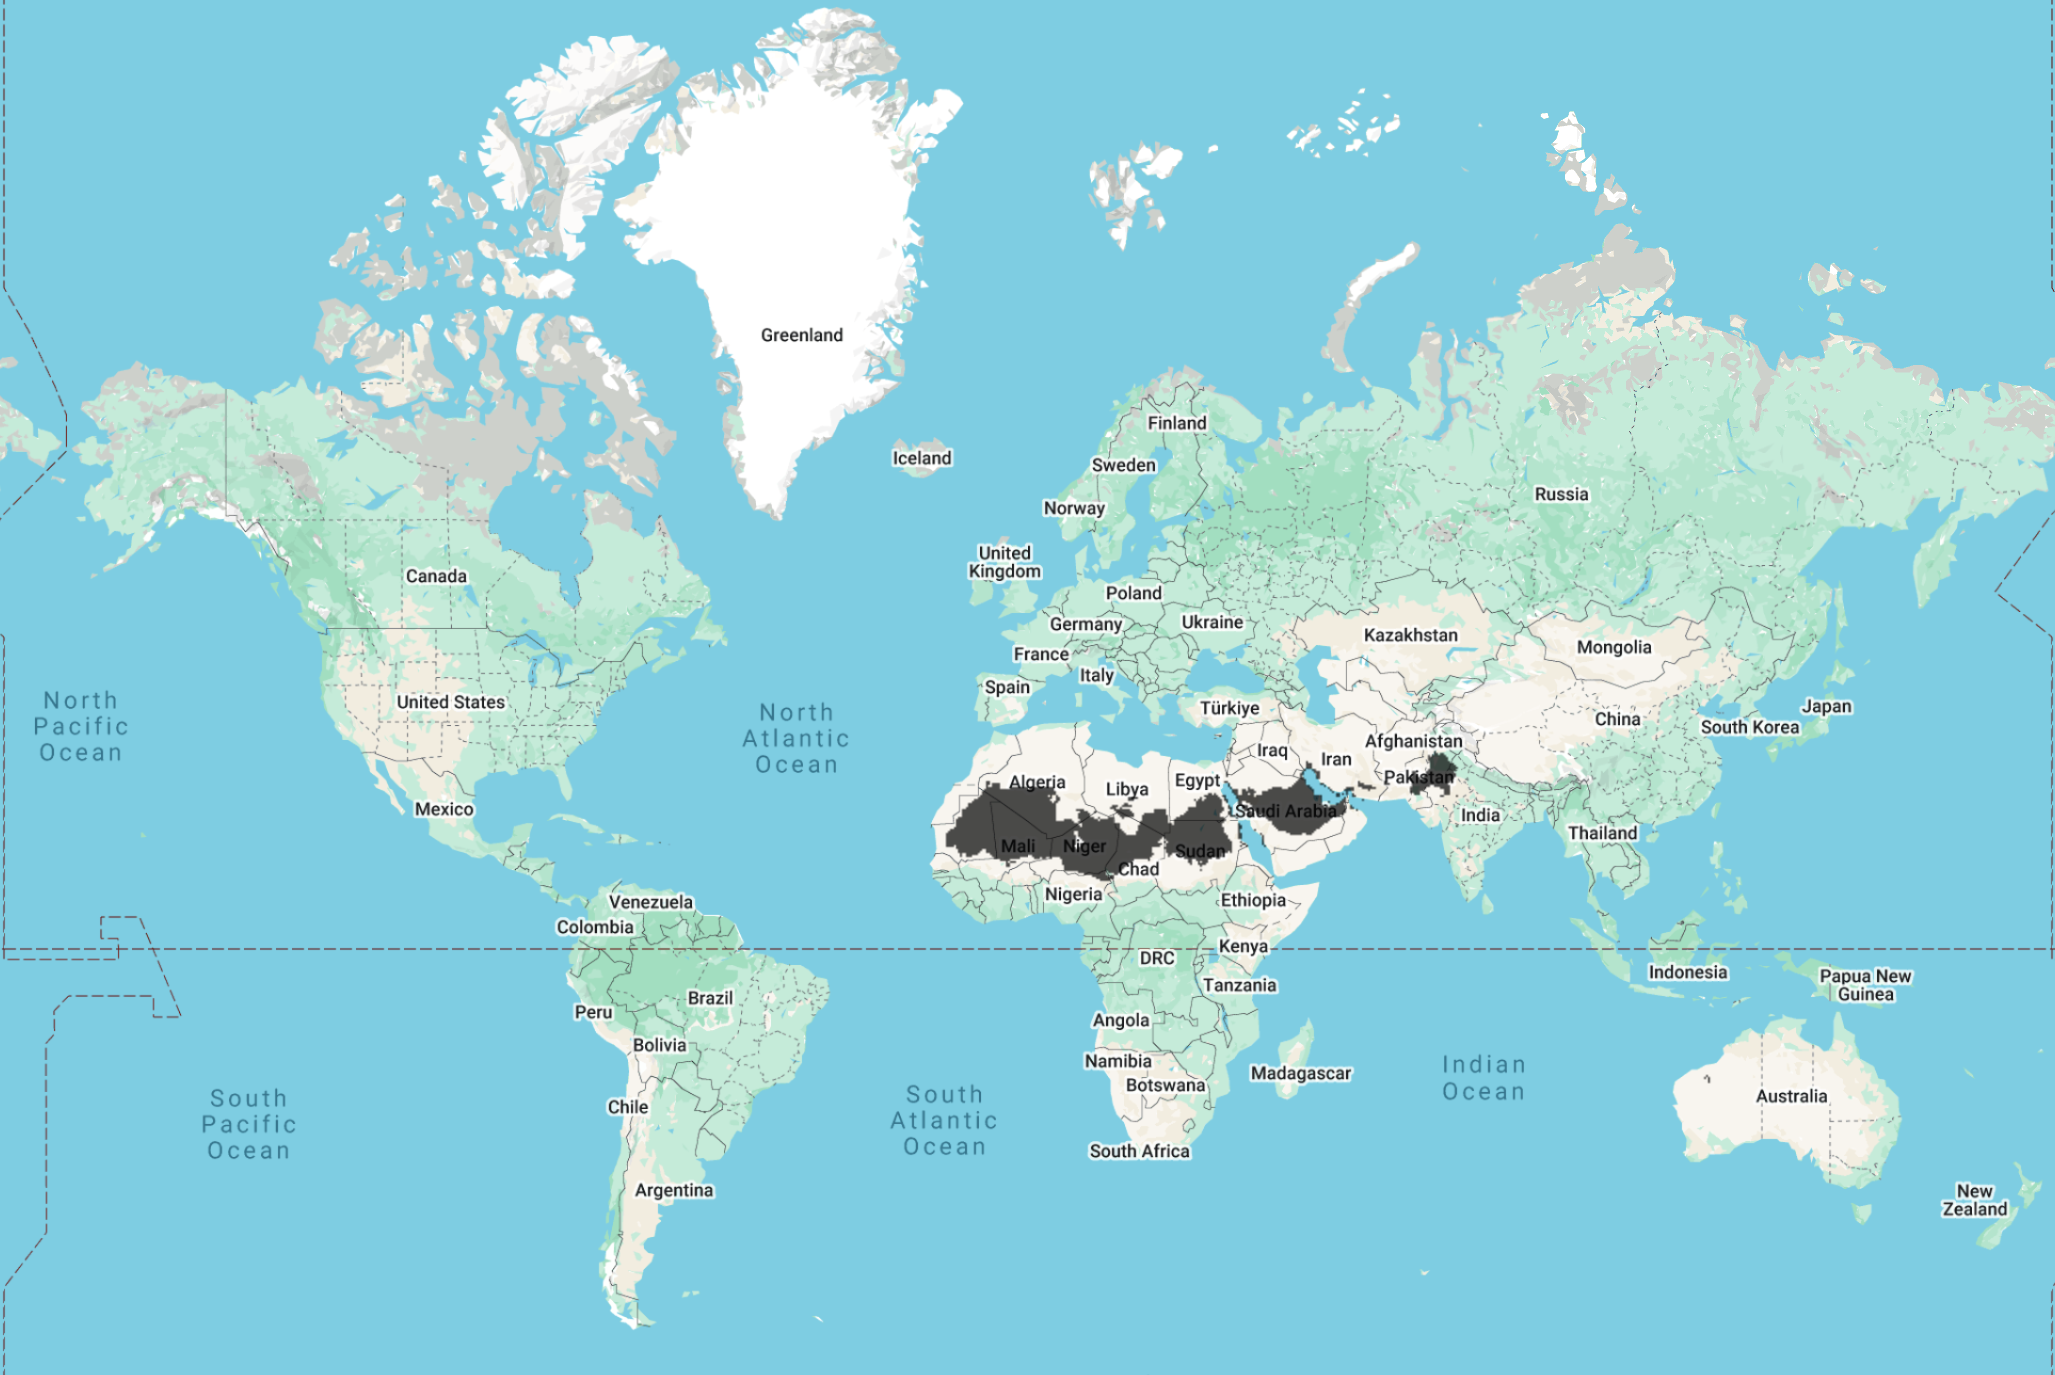 Greenland
Iceland
Finland
Sweden
Norway
Russia
United
Kingdom
Canada
Poland
Germany
Ukraine
Kazakhstan
Mongolia
France
Italy
Spain
United States
Türkiye
China
Japan
South Korea
North
Pacific
Ocean
North
Atlantic
Ocean
Iraq
Iran
Afghanistan
Pakistan
Algeria
Libya
Egypt
Saudi Arabia
India
Mexico
Thailand
Mali
Niger
Sudan
Chad
Nigeria
Ethiopia
Venezuela
Colombia
Kenya
DRC
Tanzania
Indonesia
Papua New
Guinea
Brazil
Peru
Angola
Bolivia
Namibia
Botswana
Madagascar
Indian
Ocean
Australia
Chile
South
Pacific
Ocean
South
Atlantic
Ocean
South Africa
Argentina
New
Zealand